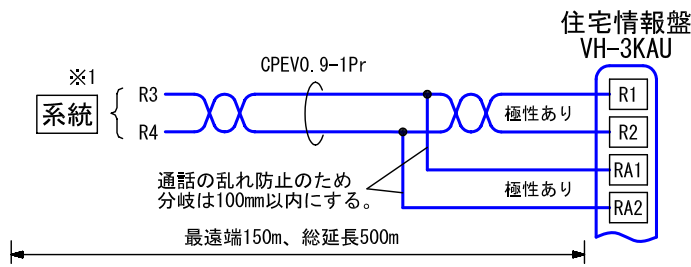 住宅情報盤
VH-3KAU
※1
CPEV0.9-1Pr
系統
R3
R4
極性あり
R1
R2
RA1
RA2
極性あり
通話の乱れ防止のため
分岐は100mm以内にする。
最遠端150m、総延長500m